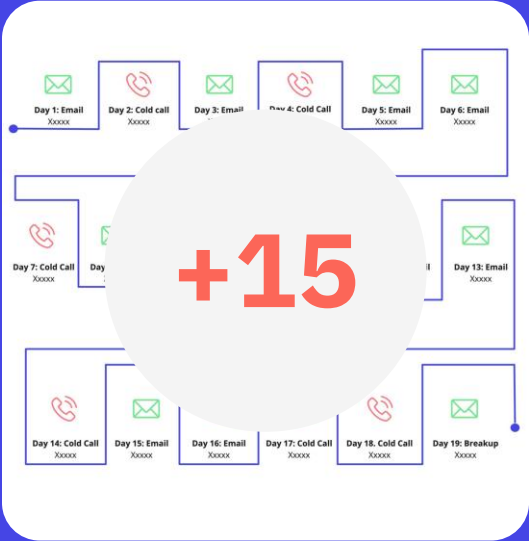 Day 1: Email Day 2: Cold call Day 3: Email Day 4: Cold Call Day 5: Email Day 6: Email
Xxxxx Xxxxx Xxxxx Xxxxx
+15
Day 7: Cold Call Day Day 13: Email
Xxxxx Xxxxx
Day 14: Cold Call Day 15: Email Day 16: Email Day 17: Cold Call Day 18. Cold Call Day 19: Breakup
Xxxxx Xxxxx Xxxxx Xxxxx Xxxxx Xxxxx